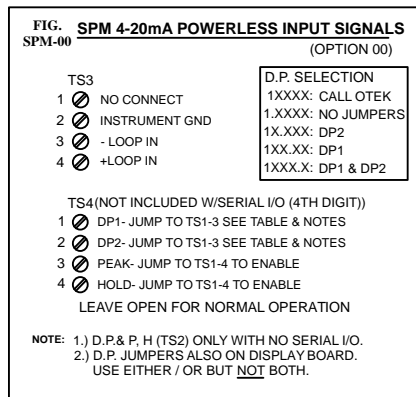 FIG. SPM-00
SPM 4-20mA POWERLESS INPUT SIGNALS
(OPTION 00)
TS3
1 NO CONNECT
2 INSTRUMENT GND
3 - LOOP IN
4 +LOOP IN
D.P. SELECTION
1XXXX: CALL OTEK
1.XXXX: NO JUMPERS
1X.XXX: DP2
1XX.XX: DP1
1XXX.X: DP1 & DP2
TS4 (NOT INCLUDED W/SERIAL I/O (4TH DIGIT))
1 DP1- JUMP TO TS1-3 SEE TABLE & NOTES
2 DP2- JUMP TO TS1-3 SEE TABLE & NOTES
3 PEAK- JUMP TO TS1-4 TO ENABLE
4 HOLD- JUMP TO TS1-4 TO ENABLE
LEAVE OPEN FOR NORMAL OPERATION
NOTE: 1.) D.P.& P, H (TS2) ONLY WITH NO SERIAL I/O.
2.) D.P. JUMPERS ALSO ON DISPLAY BOARD.
USE EITHER / OR BUT NOT BOTH.